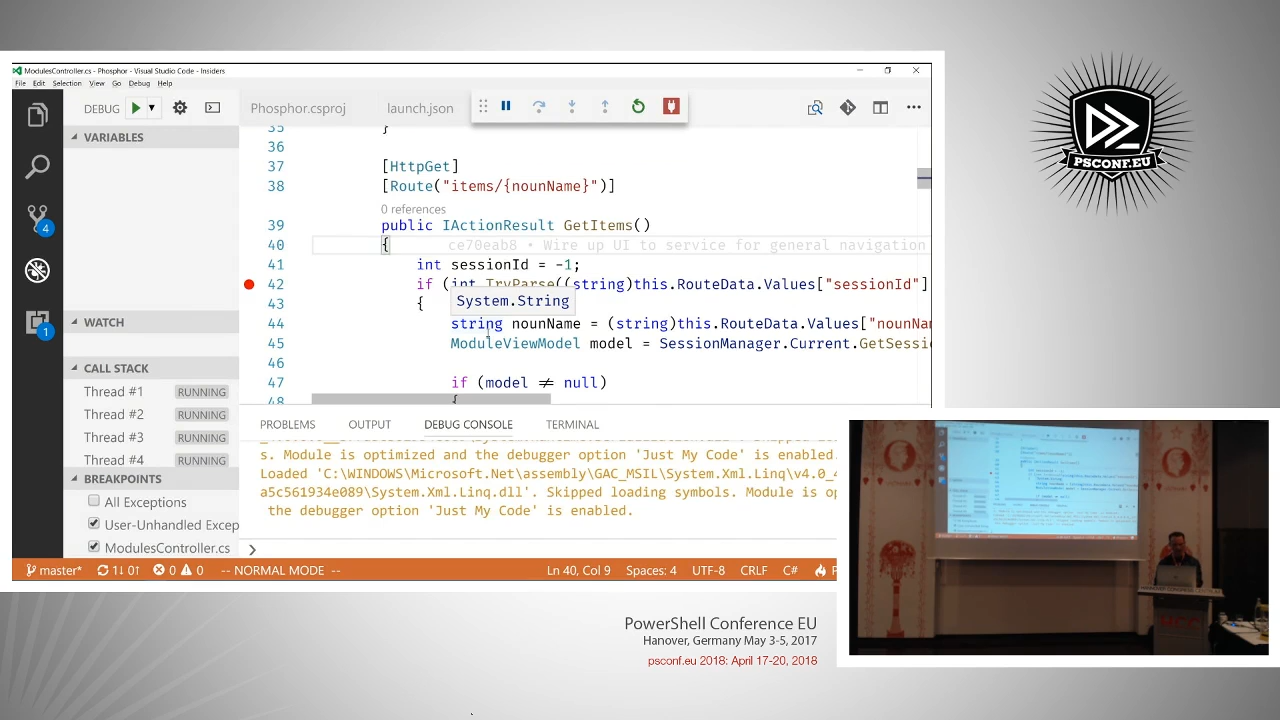 ModulesController.cs - Phosphor - Visual Studio Code - Insiders
File Edit Selection View Go Debug Help
DEBUG
Phosphor.csproj
launch.json
VARIABLES
WATCH
CALL STACK
Thread #1 RUNNING
Thread #2 RUNNING
Thread #3 RUNNING
Thread #4 RUNNING
BREAKPOINTS
All Exceptions
User-Unhandled Excep
ModulesController.cs
4
1
35 }
36
37 [HttpGet]
38 [Route("items/{nounName}")]
0 references
39 public IActionResult GetItems()
40 { ce70eab8 • Wire up UI to service for general navigation
41 int sessionId = -1;
42 if (int.TryParse((string)this.RouteData.Values["sessionId"]
43 {
System.String
44 string nounName = (string)this.RouteData.Values["nounNa
45 ModuleViewModel model = SessionManager.Current.GetSessi
46
47 if (model ≠ null)
48 {
PROBLEMS OUTPUT DEBUG CONSOLE TERMINAL
s. Module is optimized and the debugger option 'Just My Code' is enabled.
Loaded 'C:\WINDOWS\Microsoft.Net\assembly\GAC_MSIL\System.Xml.Linq\v4.0_4
a5c561934e089\System.Xml.Linq.dll'. Skipped loading symbols. Module is op
the debugger option 'Just My Code' is enabled.
master* 1↓ 0↑ 0 0 -- NORMAL MODE -- Ln 40, Col 9 Spaces: 4 UTF-8 CRLF C#
PSCONF.EU
HANNOVER CONGRESS CENTRUM
PowerShell Conference EU
Hanover, Germany May 3-5, 2017
psconf.eu 2018: April 17-20, 2018